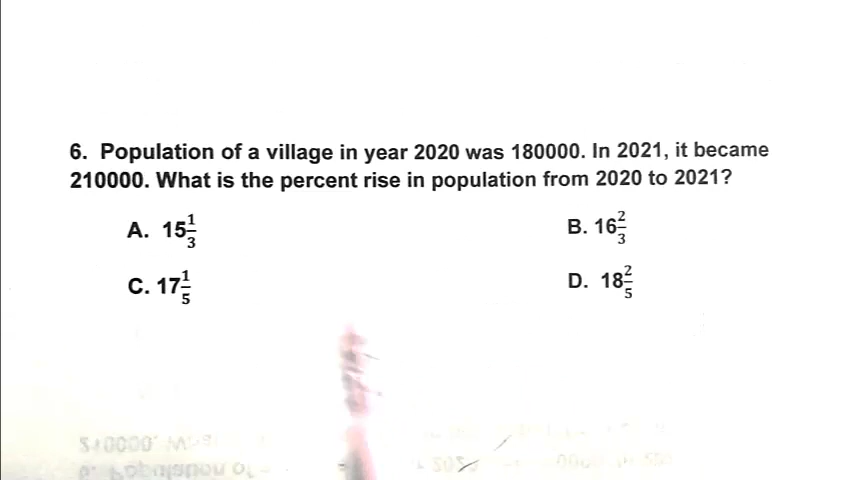 6. Population of a village in year 2020 was 180000. In 2021, it became
210000. What is the percent rise in population from 2020 to 2021?
A. 15 1/3
B. 16 2/3
C. 17 1/5
D. 18 2/5